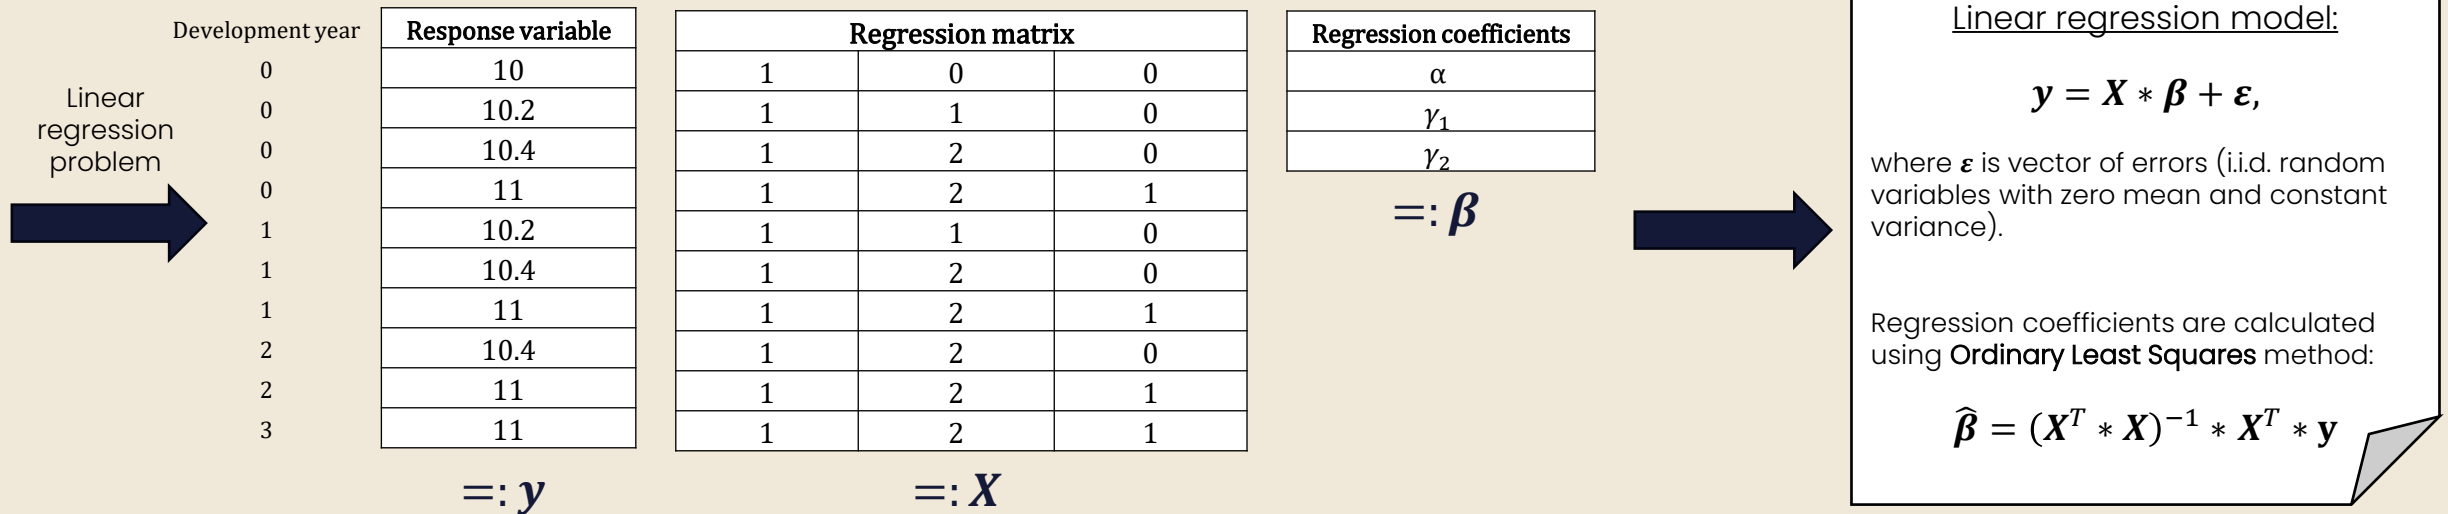 Linear
regression
problem
Development year
0
0
0
0
1
1
1
2
2
3
Response variable
10
10.2
10.4
11
10.2
10.4
11
10.4
11
11
=: y
Regression matrix
1 0 0
1 1 0
1 2 0
1 2 1
1 1 0
1 2 0
1 2 1
1 2 0
1 2 1
1 2 1
=: X
Regression coefficients
α
γ₁
γ₂
=: β
Linear regression model:
y = X * β + ε,
where ε is vector of errors (i.i.d. random
variables with zero mean and constant
variance).
Regression coefficients are calculated
using Ordinary Least Squares method:
β̂ = (Xᵀ * X)⁻¹ * Xᵀ * y